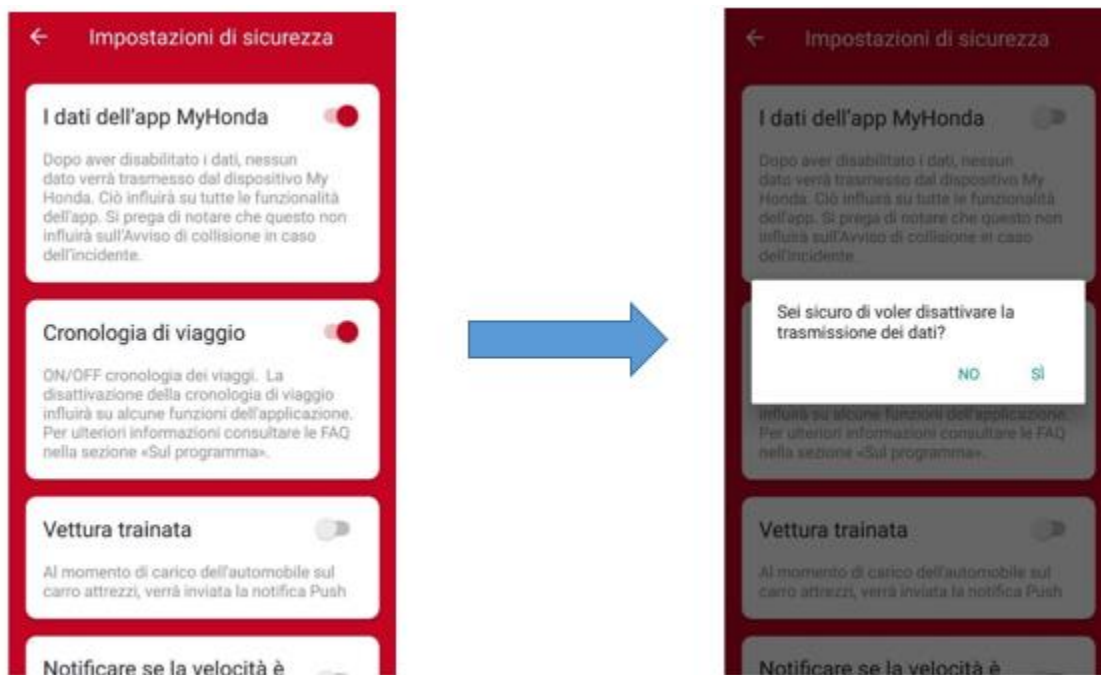 Impostazioni di sicurezza
I dati dell'app MyHonda
Dopo aver disabilitato i dati, nessun
dato verrà trasmesso dal dispositivo My
Honda. Ciò influirà su tutte le funzionalità
dell'app. Si prega di notare che questo non
influirà sull'Avviso di collisione in caso
dell'incidente.
Cronologia di viaggio
ON/OFF cronologia dei viaggi. La
disattivazione della cronologia di viaggio
influirà su alcune funzioni dell'applicazione.
Per ulteriori informazioni consultare le FAQ
nella sezione «Sul programma».
Vettura trainata
Al momento di carico dell'automobile sul
carro attrezzi, verrà inviata la notifica Push
Notificare se la velocità è
Impostazioni di sicurezza
I dati dell'app MyHonda
Dopo aver disabilitato i dati, nessun
dato verrà trasmesso dal dispositivo My
Honda. Ciò influirà su tutte le funzionalità
dell'app. Si prega di notare che questo non
influirà sull'Avviso di collisione in caso
dell'incidente.
Sei sicuro di voler disattivare la
trasmissione dei dati?
NO SÌ
influirà su alcune funzioni dell'applicazione.
Per ulteriori informazioni consultare le FAQ
nella sezione «Sul programma».
Vettura trainata
Al momento di carico dell'automobile sul
carro attrezzi, verrà inviata la notifica Push
Notificare se la velocità è